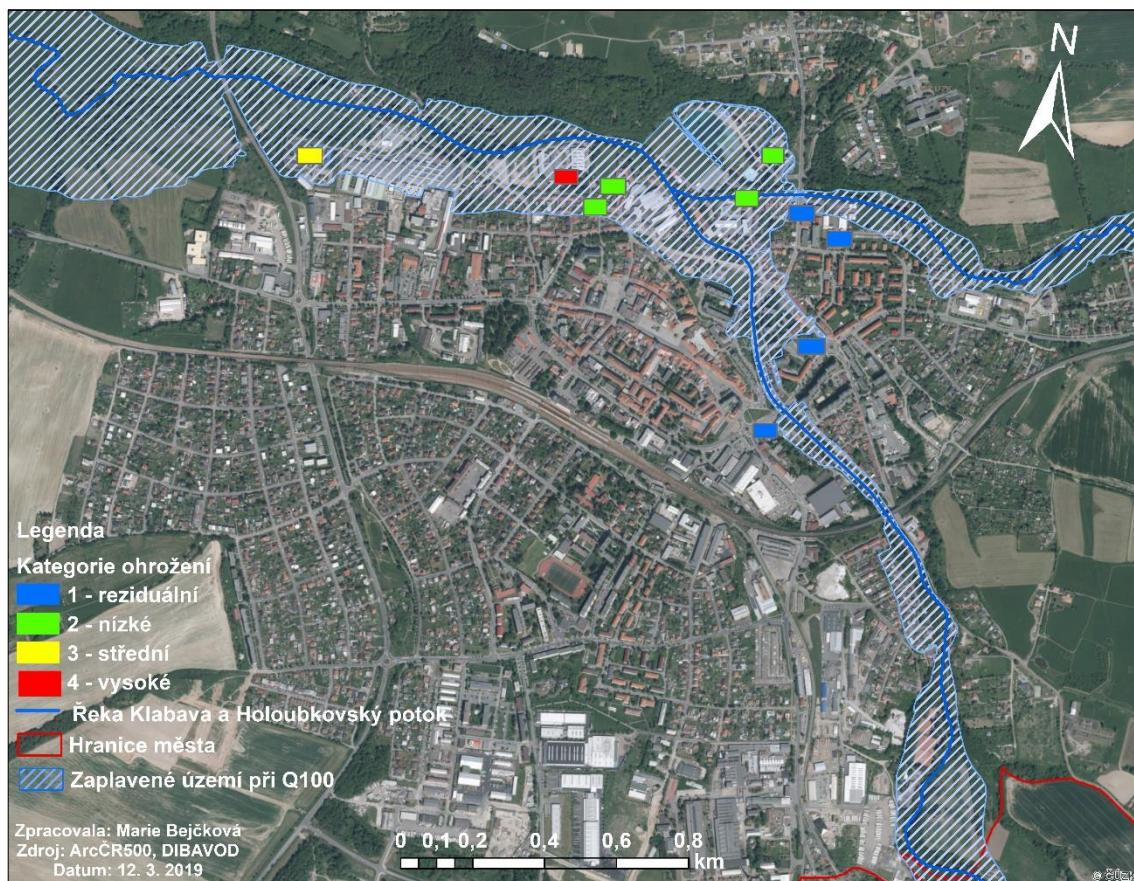 N
Legenda
Kategorie ohrožení
1 - reziduální
2 - nízké
3 - střední
4 - vysoké
Řeka Klabava a Holoubkovský potok
Hranice města
Zaplavené území při Q100
Zpracovala: Marie Bejčková
Zdroj: ArcČR500, DIBAVOD
Datum: 12. 3. 2019
0 0,1 0,2 0,4 0,6 0,8
km